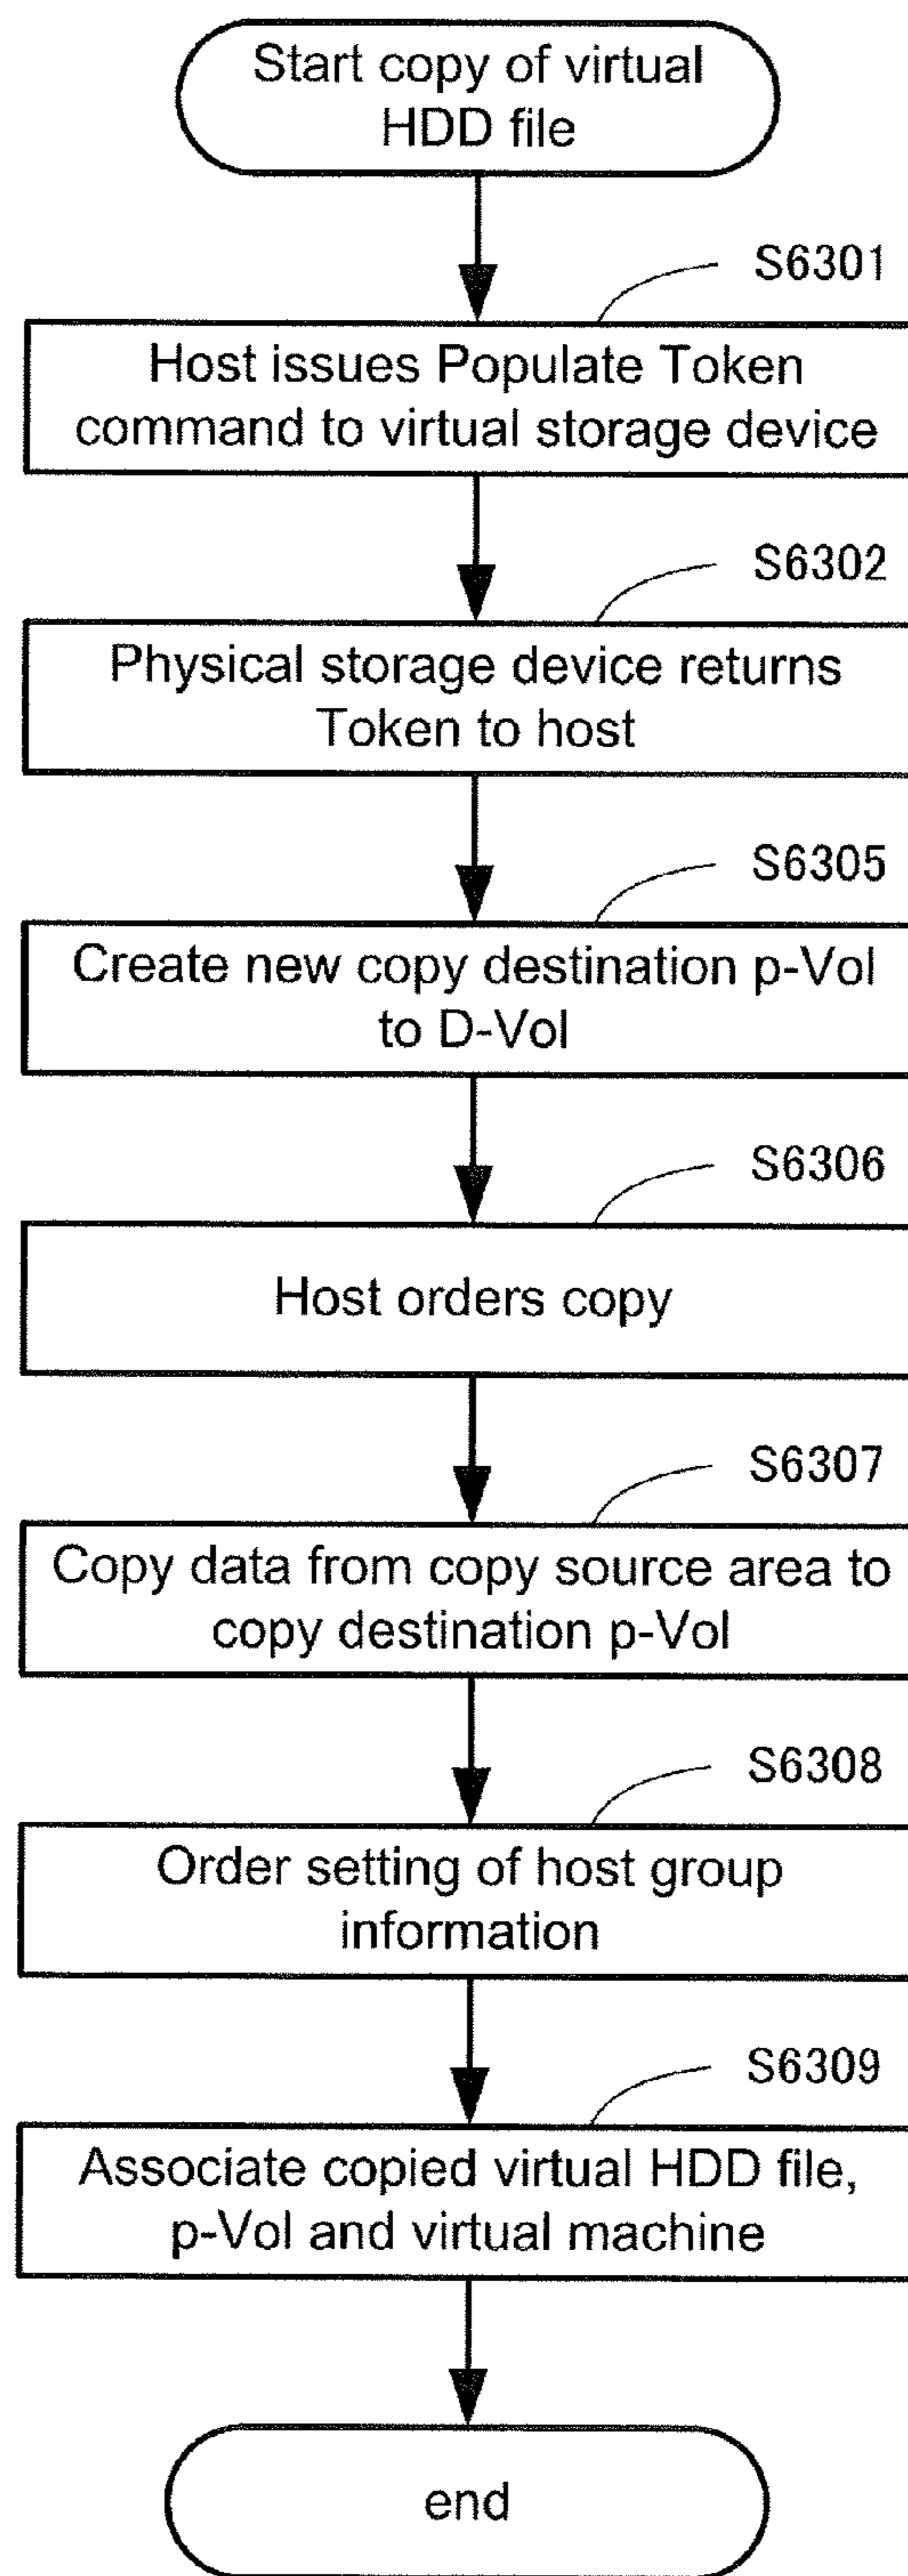 Start copy of virtual
HDD file
S6301
Host issues Populate Token
command to virtual storage device
S6302
Physical storage device returns
Token to host
S6305
Create new copy destination p-Vol
to D-Vol
S6306
Host orders copy
S6307
Copy data from copy source area to
copy destination p-Vol
S6308
Order setting of host group
information
S6309
Associate copied virtual HDD file,
p-Vol and virtual machine
end